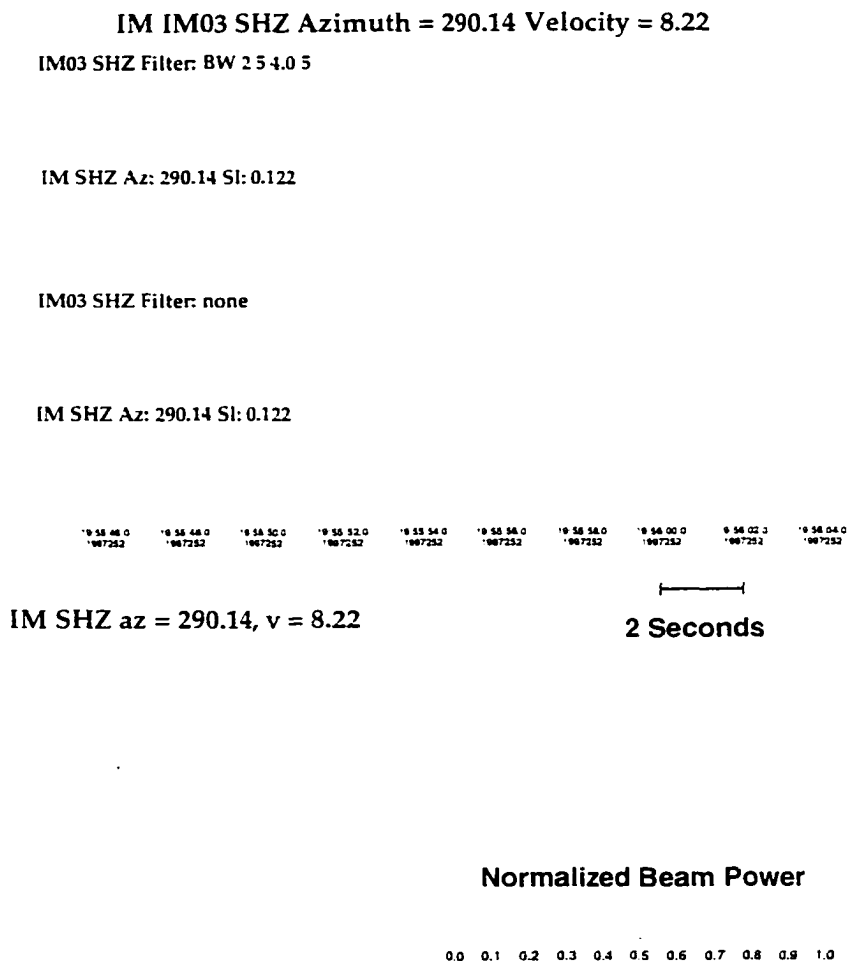 IM IM03 SHZ Azimuth = 290.14 Velocity = 8.22
IM03 SHZ Filter: BW 2 5 4.0 5
IM SHZ Az: 290.14 Sl: 0.122
IM03 SHZ Filter: none
IM SHZ Az: 290.14 Sl: 0.122
IM SHZ az = 290.14, v = 8.22
2 Seconds
Normalized Beam Power
0.0 0.1 0.2 0.3 0.4 0.5 0.6 0.7 0.8 0.9 1.0